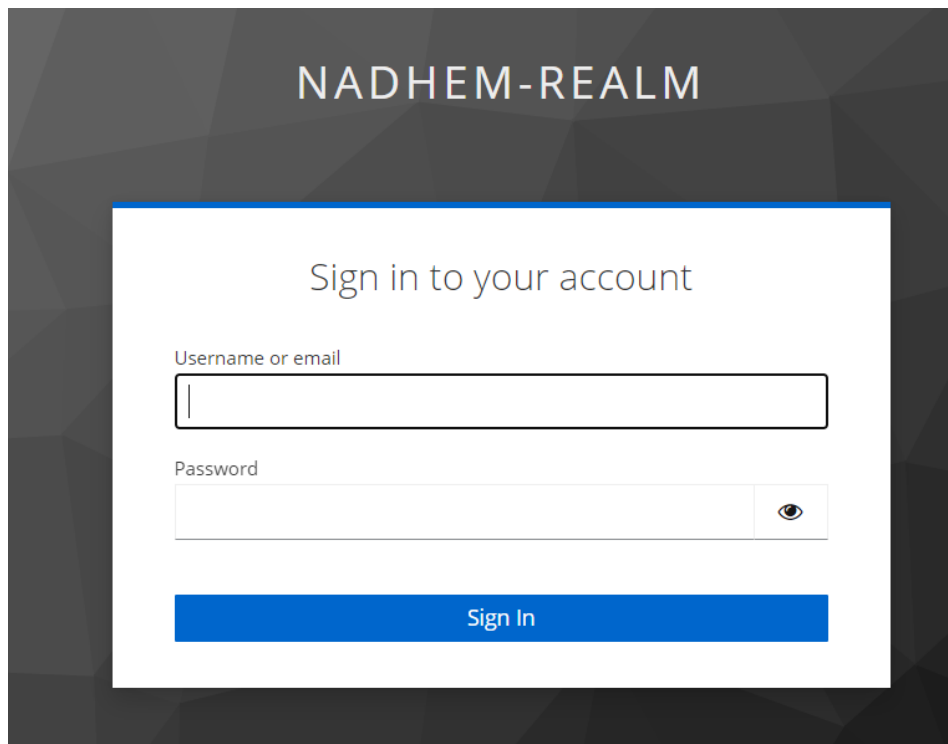 NADHEM-REALM
Sign in to your account
Username or email
Password
Sign In